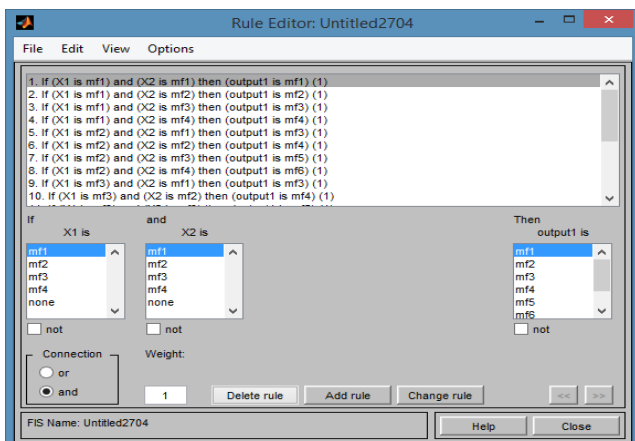 Rule Editor: Untitled2704
File Edit View Options
1. If (X1 is mf1) and (X2 is mf1) then (output1 is mf1) (1)
2. If (X1 is mf1) and (X2 is mf2) then (output1 is mf2) (1)
3. If (X1 is mf1) and (X2 is mf3) then (output1 is mf3) (1)
4. If (X1 is mf1) and (X2 is mf4) then (output1 is mf4) (1)
5. If (X1 is mf2) and (X2 is mf1) then (output1 is mf3) (1)
6. If (X1 is mf2) and (X2 is mf2) then (output1 is mf4) (1)
7. If (X1 is mf2) and (X2 is mf3) then (output1 is mf5) (1)
8. If (X1 is mf2) and (X2 is mf4) then (output1 is mf6) (1)
9. If (X1 is mf3) and (X2 is mf1) then (output1 is mf3) (1)
10. If (X1 is mf3) and (X2 is mf2) then (output1 is mf4) (1)
If and Then
X1 is X2 is output1 is
mf1 mf1 mf1
mf2 mf2 mf2
mf3 mf3 mf3
mf4 mf4 mf4
none none mf5
mf6
not not not
Connection Weight:
or
and 1 Delete rule Add rule Change rule << >>
FIS Name: Untitled2704 Help Close